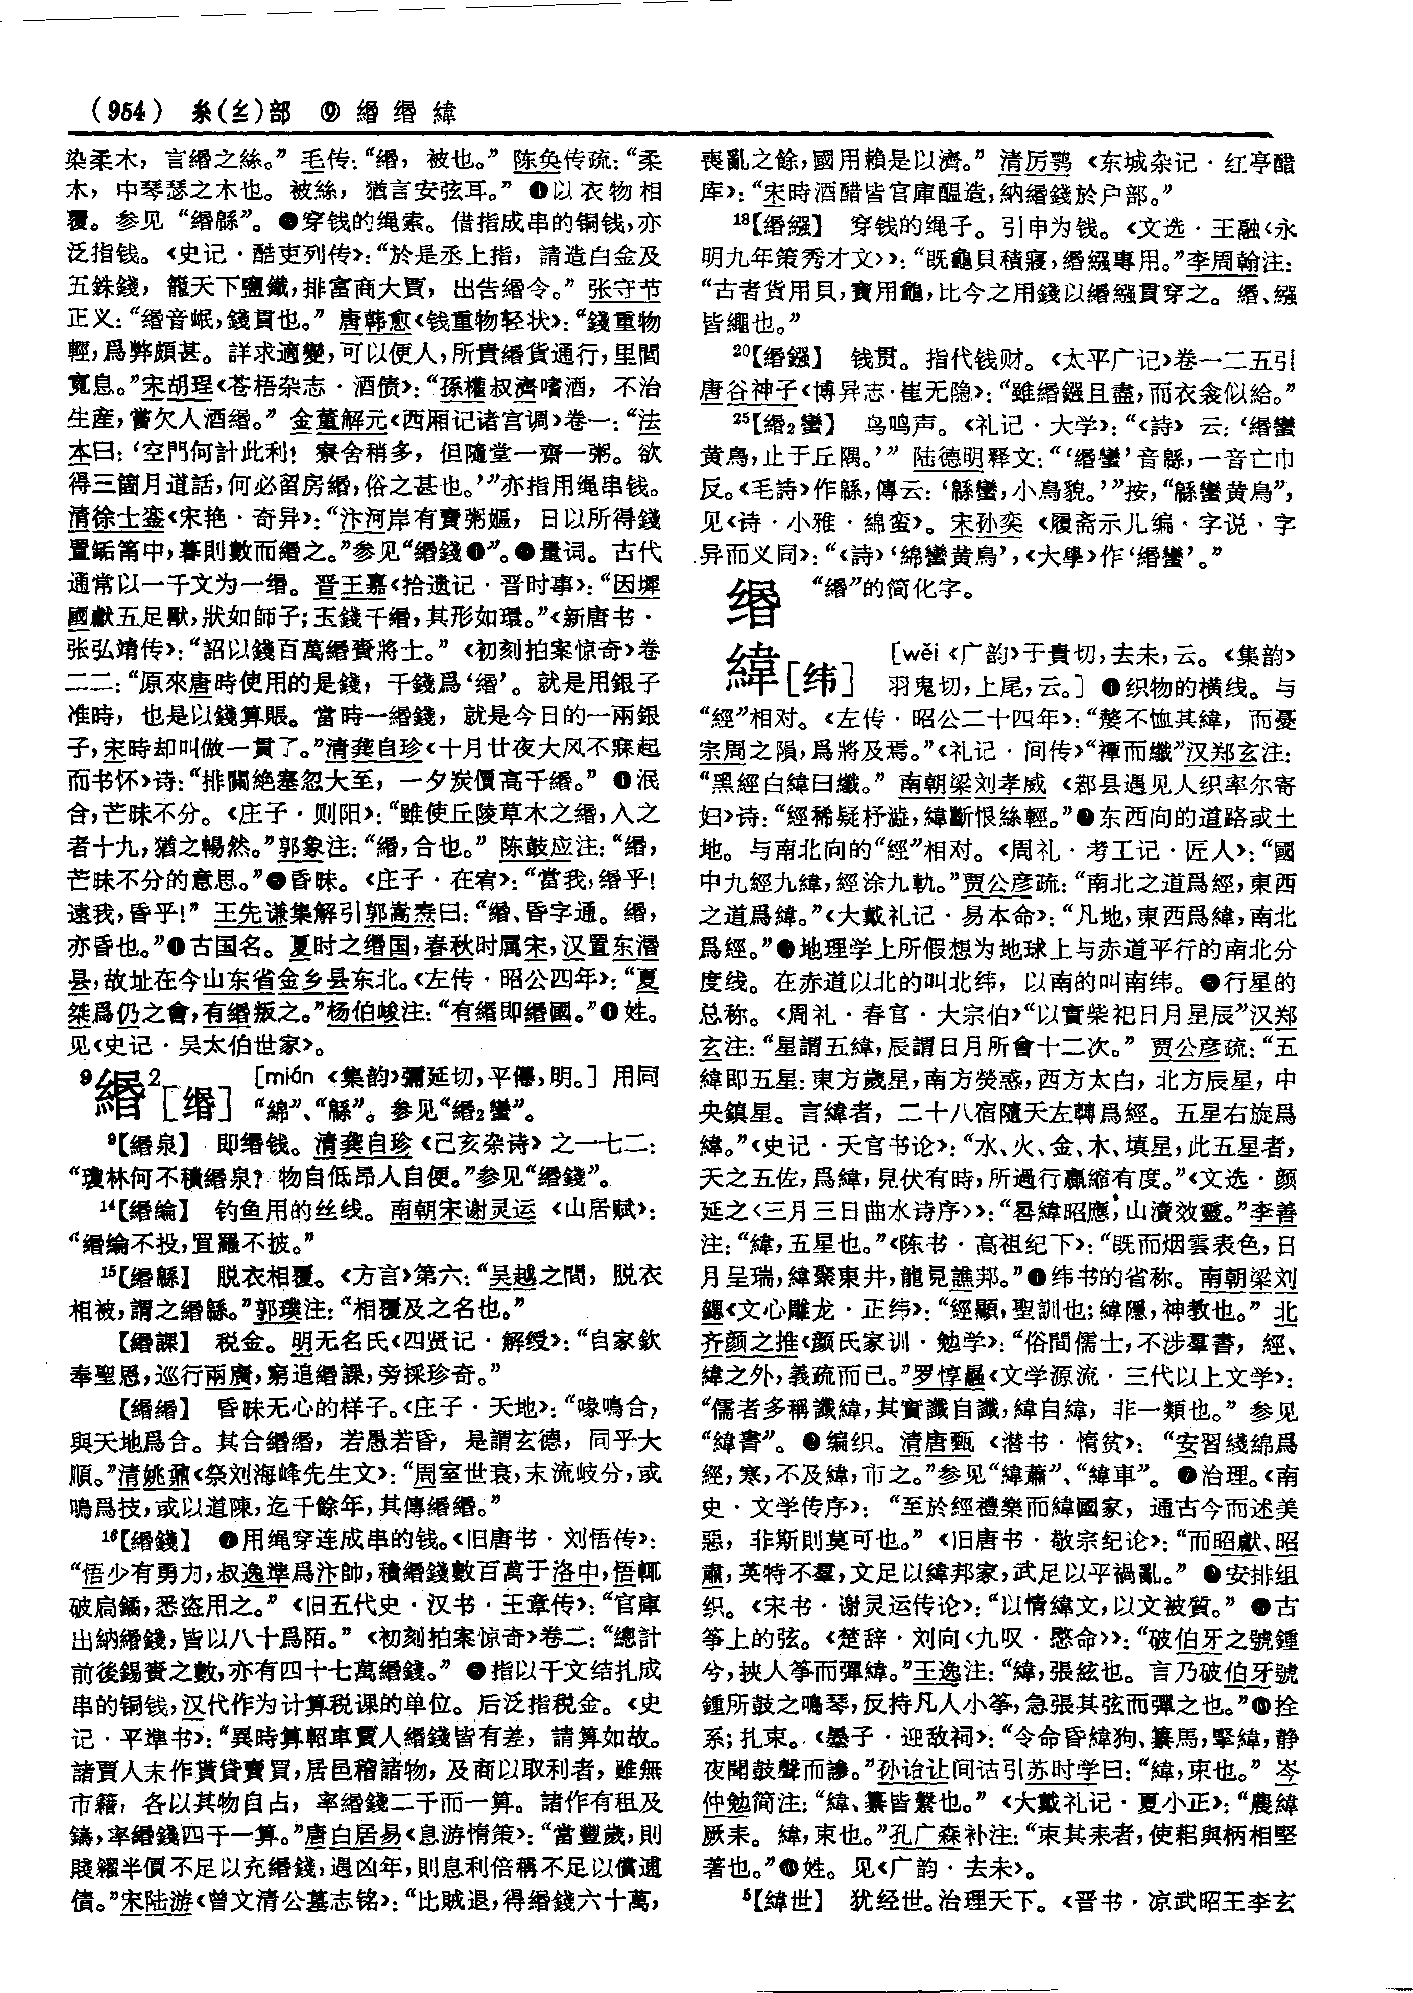 (954) 糸(纟)部 ⑨ 緡 缗 緯
染柔木，言緡之絲。”毛传：“緡，被也。”陈奂传疏：“柔
木，中琴瑟之木也。被絲，猶言安弦耳。”❶以衣物相
覆。参见“緡緜”。穿钱的绳索。借指成串的铜钱，亦
泛指钱。《史记·酷吏列传》：“於是丞上指，請造白金及
五銖錢，籠天下鹽鐵，排富商大賈，出告緡令。”张守节
正义：“缗音岷，錢貫也。”唐韩愈《钱重物轻状》：“錢重物
輕，爲弊頗甚。詳求適變，可以便人，所貴緡貨通行，里閭
寬息。”宋胡珵《苍梧杂志·酒债》：“孫權叔濟嗜酒，不治
生産，嘗欠人酒緡。”金董解元《西厢记诸宫调》卷一：“法
本曰：‘空門何計此利！寮舍稍多，但隨堂一齋一粥。欲
得三箇月道話，何必留房緡，俗之甚也。’”亦指用绳串钱。
清徐士銮《宋艳·奇异》：“汴河岸有賣粥嫗，日以所得錢
置缿筩中，暮則數而緡之。”参见“緡錢❶”。量词。古代
通常以一千文为一缗。晋王嘉《拾遗记·晋时事》：“因墀
國獻五足獸，狀如師子；玉錢千緡，其形如環。”《新唐书·
张弘靖传》：“詔以錢百萬緡賚將士。”《初刻拍案惊奇》卷
二二：“原來唐時使用的是錢，千錢爲‘緡’。就是用銀子
准時，也是以錢算賬。當時一緡錢，就是今日的一兩銀
子，宋時却叫做一貫了。”清龚自珍《十月廿夜大风不寐起
而书怀》诗：“排闥絶塞忽大至，一夕炭價高千緡。”❶泯
合，芒昧不分。《庄子·则阳》：“雖使丘陵草木之緡，入之
者十九，猶之暢然。”郭象注：“緡，合也。”陈鼓应注：“緡，
芒昧不分的意思。”昏昧。《庄子·在宥》：“當我，緡乎！
遠我，昏乎！”王先谦集解引郭嵩焘曰：“緡、昏字通。緡，
亦昏也。”❶古国名。夏时之缗国，春秋时属宋，汉置东湣
县，故址在今山东省金乡县东北。《左传·昭公四年》：“夏
桀爲仍之會，有緡叛之。”杨伯峻注：“有緡即緡國。”❶姓。
见《史记·吴太伯世家》。
9緡2［缗］ ［mián《集韵》彌延切，平僊，明。］用同
“綿”、“緜”。参见“緡2蠻”。
9【緡泉】 即缗钱。清龚自珍《己亥杂诗》之一七二：
“瓊林何不積緡泉？物自低昂人自便。”参见“緡錢”。
14【緡綸】 钓鱼用的丝线。南朝宋谢灵运《山居赋》：
“緡綸不投，罝羅不披。”
15【緡緜】 脱衣相覆。《方言》第六：“吴越之間，脱衣
相被，謂之緡緜。”郭璞注：“相覆及之名也。”
【緡課】 税金。明无名氏《四贤记·解绶》：“自家欽
奉聖恩，巡行兩廣，窮追緡課，旁採珍奇。”
【緡緡】 昏昧无心的样子。《庄子·天地》：“喙鳴合，
與天地爲合。其合緡緡，若愚若昏，是謂玄德，同乎大
順。”清姚鼐《祭刘海峰先生文》：“周室世衰，末流歧分，或
鳴爲技，或以道陳，迄千餘年，其傳緡緡。”
16【緡錢】 用绳穿连成串的钱。《旧唐书·刘悟传》：
“悟少有勇力，叔逸準爲汴帥，積緡錢數百萬于洛中，悟輒
破扃鐍，悉盗用之。”《旧五代史·汉书·王章传》：“官庫
出納緡錢，皆以八十爲陌。”《初刻拍案惊奇》卷二：“總計
前後錫賚之數，亦有四十七萬緡錢。”指以千文结扎成
串的铜钱，汉代作为计算税课的单位。后泛指税金。《史
记·平準书》：“異時算軺車賈人緡錢皆有差，請算如故。
諸賈人末作貰貸賣買，居邑稽諸物，及商以取利者，雖無
市籍，各以其物自占，率緡錢二千而一算。諸作有租及
鑄，率緡錢四千一算。”唐白居易《息游惰策》：“當豐歲，則
賤糴半價不足以充緡錢，遇凶年，則息利倍稱不足以償逋
債。”宋陆游《曾文清公墓志铭》：“比賊退，得緡錢六十萬，
喪亂之餘，國用賴是以濟。”清厉鹗《东城杂记·红亭醋
库》：“宋時酒醋皆官庫醖造，納緡錢於户部。”
18【緡繦】 穿钱的绳子。引申为钱。《文选·王融〈永
明九年策秀才文〉》：“既龜貝積寢，緡繦專用。”李周翰注：
“古者貨用貝，寶用龜，比今之用錢以緡繦貫穿之。緡、繦
皆繩也。”
20【緡鏹】 钱贯。指代钱财。《太平广记》卷一二五引
唐谷神子《博异志·崔无隐》：“雖緡鏹且盡，而衣衾似給。”
25【緡2蠻】 鸟鸣声。《礼记·大学》：“《詩》云：‘緡蠻
黄鳥，止于丘隅。’”陆德明释文：“‘緡蠻’音緜，一音亡巾
反。《毛詩》作緜，傳云：‘緜蠻，小鳥貌。’”按，“緜蠻黄鳥”，
见《诗·小雅·綿蛮》。宋孙奕《履斋示儿编·字说·字
异而义同》：“《詩》‘綿蠻黄鳥’，《大學》作‘緡蠻’。”
缗 “緡”的简化字。
緯［纬］ ［wěi《广韵》于貴切，去未，云。《集韵》
羽鬼切，上尾，云。］❶织物的横线。与
“經”相对。《左传·昭公二十四年》：“嫠不恤其緯，而憂
宗周之隕，爲將及焉。”《礼记·间传》“禫而纖”汉郑玄注：
“黑經白緯曰纖。”南朝梁刘孝威《鄀县遇见人织率尔寄
妇》诗：“經稀疑杼澁，緯斷恨絲輕。”❷东西向的道路或土
地。与南北向的“經”相对。《周礼·考工记·匠人》：“國
中九經九緯，經涂九軌。”贾公彦疏：“南北之道爲經，東西
之道爲緯。”《大戴礼记·易本命》：“凡地，東西爲緯，南北
爲經。”地理学上所假想为地球上与赤道平行的南北分
度线。在赤道以北的叫北纬，以南的叫南纬。行星的
总称。《周礼·春官·大宗伯》“以實柴祀日月星辰”汉郑
玄注：“星謂五緯，辰謂日月所會十二次。”贾公彦疏：“五
緯即五星：東方歲星，南方熒惑，西方太白，北方辰星，中
央鎮星。言緯者，二十八宿隨天左轉爲經。五星右旋爲
緯。”《史记·天官书论》：“水、火、金、木、填星，此五星者，
天之五佐，爲緯，見伏有時，所過行贏縮有度。”《文选·颜
延之〈三月三日曲水诗序〉》：“晷緯昭應，山瀆效靈。”李善
注：“緯，五星也。”《陈书·高祖纪下》：“既而烟雲表色，日
月呈瑞，緯聚東井，龍見譙邦。”❶纬书的省称。南朝梁刘
勰《文心雕龙·正纬》：“經顯，聖訓也；緯隱，神教也。”北
齐颜之推《颜氏家训·勉学》：“俗間儒士，不涉羣書，經、
緯之外，義疏而已。”罗惇曧《文学源流·三代以上文学》：
“儒者多稱讖緯，其實讖自讖，緯自緯，非一類也。”参见
“緯書”。编织。清唐甄《潜书·惰贫》：“安習綫綿爲
經，寒，不及緯，市之。”参见“緯蕭”、“緯車”。❼治理。《南
史·文学传序》：“至於經禮樂而緯國家，通古今而述美
惡，非斯則莫可也。”《旧唐书·敬宗纪论》：“而昭獻、昭
肅，英特不羣，文足以緯邦家，武足以平禍亂。”安排组
织。《宋书·谢灵运传论》：“以情緯文，以文被質。”古
筝上的弦。《楚辞·刘向〈九叹·愍命〉》：“破伯牙之號鍾
兮，挾人筝而彈緯。”王逸注：“緯，張絃也。言乃破伯牙號
鍾所鼓之鳴琴，反持凡人小筝，急張其弦而彈之也。”❿拴
系；扎束。《墨子·迎敌祠》：“令命昏緯狗、纂馬，掔緯，静
夜聞鼓聲而譟。”孙诒让间诂引苏时学曰：“緯，束也。”岑
仲勉简注：“緯、纂皆繫也。”《大戴礼记·夏小正》：“農緯
厥耒。緯，束也。”孔广森补注：“束其耒者，使耜與柄相堅
著也。”⓫姓。见《广韵·去未》。
5【緯世】 犹经世。治理天下。《晋书·凉武昭王李玄